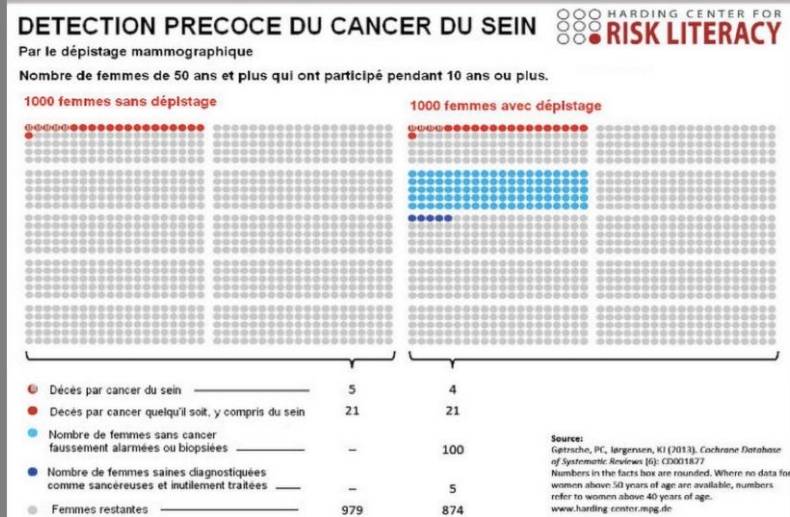 DETECTION PRECOCE DU CANCER DU SEIN
HARDING CENTER FOR
RISK LITERACY
Par le dépistage mammographique
Nombre de femmes de 50 ans et plus qui ont participé pendant 10 ans ou plus.
1000 femmes sans dépistage
1000 femmes avec dépistage
Décés par cancer du sein 5 4
Decés par cancer quelqu'il soit, y compris du sein 21 21
Nombre de femmes sans cancer
faussement alarmées ou biopsiées – 100
Nombre de femmes saines diagnostiquées
comme sancéreuses et inutilement traitées – 5
Femmes restantes 979 874
Source:
Gøtzsche, PC, Jørgensen, KJ (2013). Cochrane Database
of Systematic Reviews (6): CD001877
Numbers in the facts box are rounded. Where no data for
women above 50 years of age are available, numbers
refer to women above 40 years of age.
www.harding-center.mpg.de